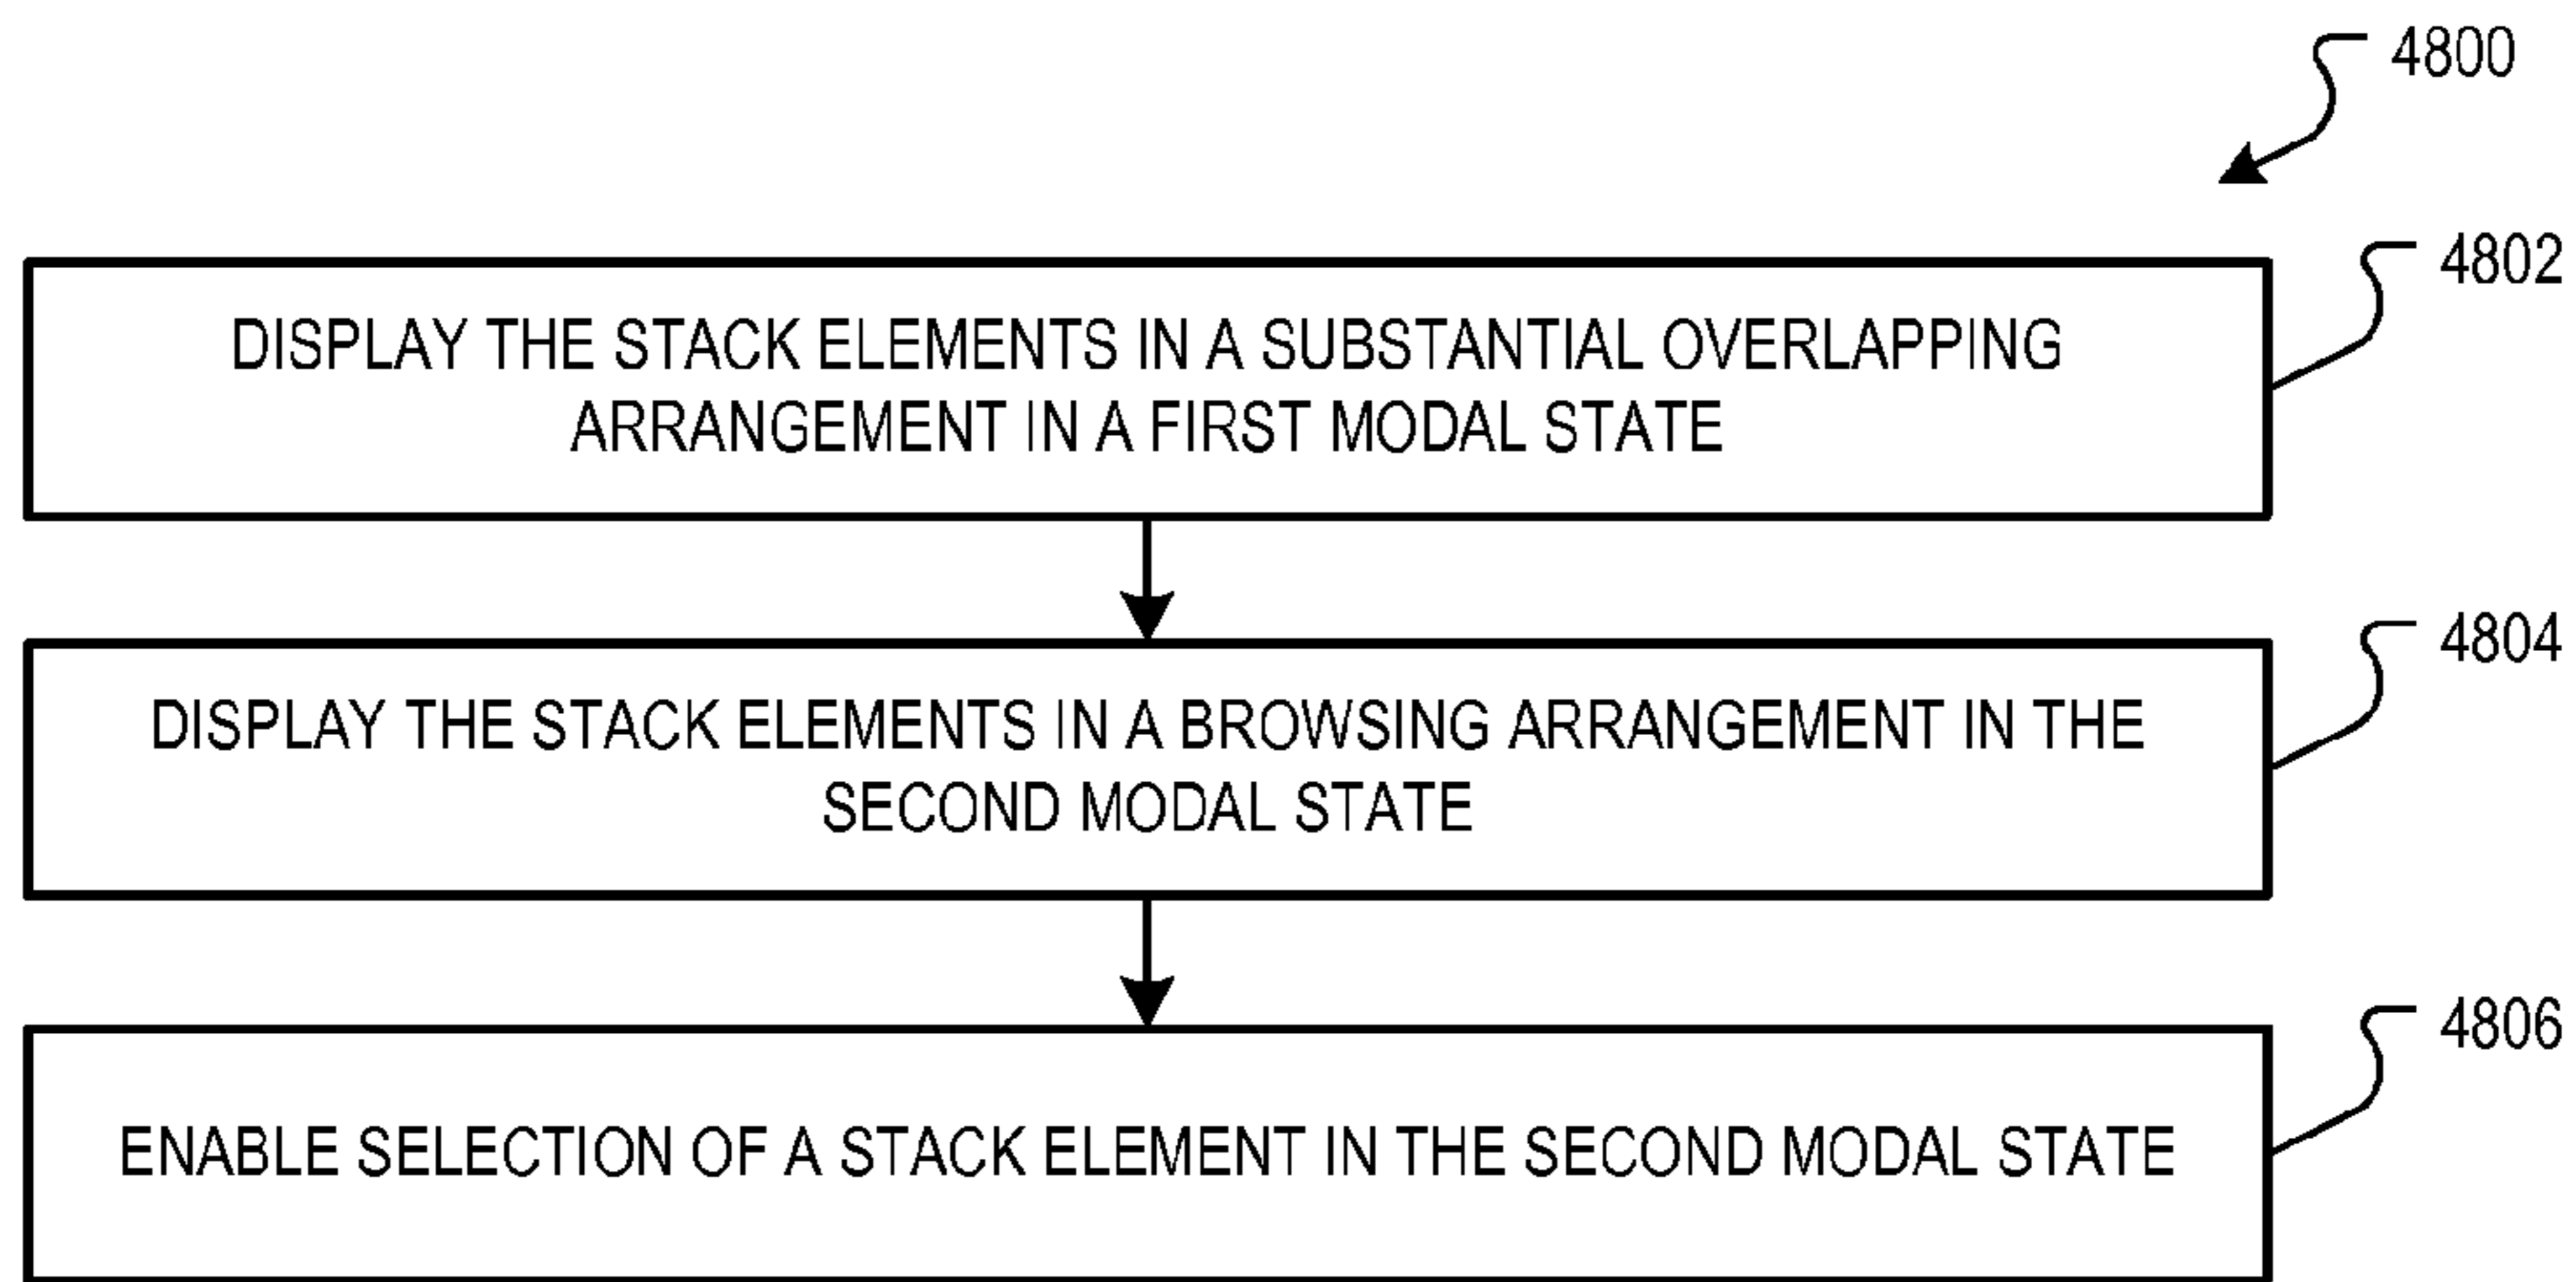 4800
4802
DISPLAY THE STACK ELEMENTS IN A SUBSTANTIAL OVERLAPPING
ARRANGEMENT IN A FIRST MODAL STATE
4804
DISPLAY THE STACK ELEMENTS IN A BROWSING ARRANGEMENT IN THE
SECOND MODAL STATE
4806
ENABLE SELECTION OF A STACK ELEMENT IN THE SECOND MODAL STATE